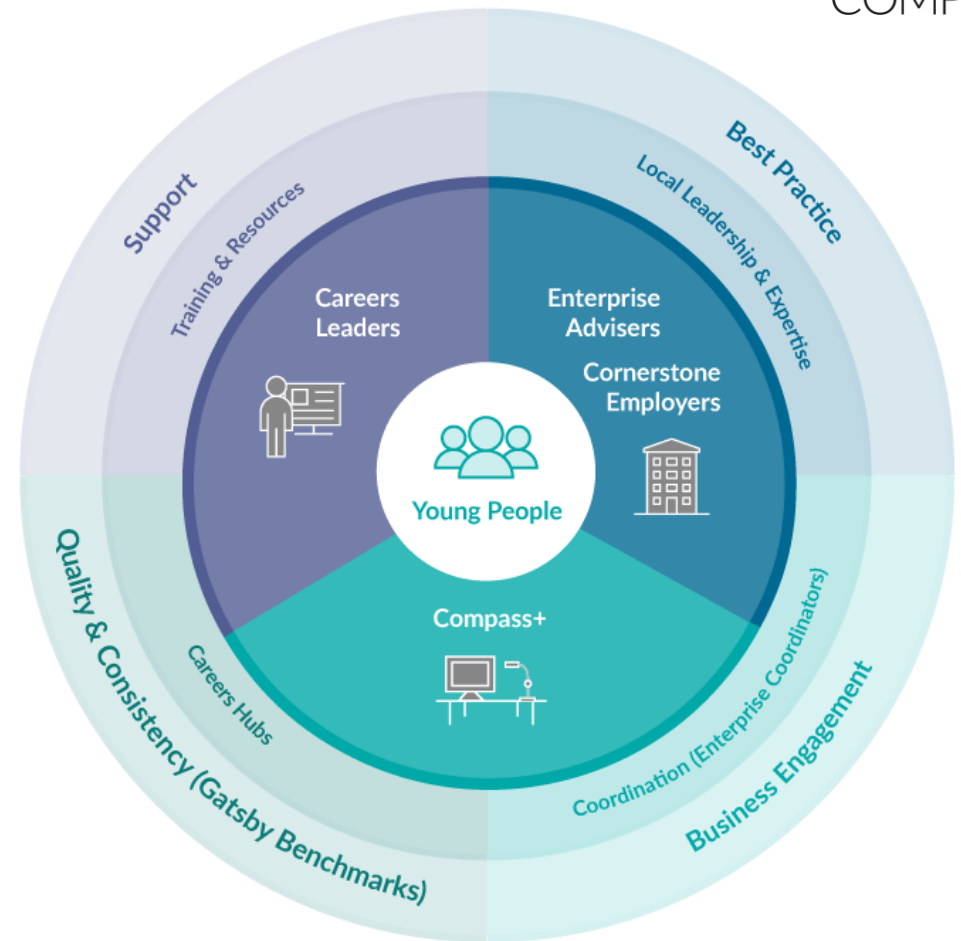 COMP
Support
Training & Resources
Best Practice
Local Leadership & Expertise
Careers
Leaders
Enterprise
Advisers
Cornerstone
Employers
Young People
Compass+
Careers Hubs
Quality & Consistency (Gatsby Benchmarks)
Coordination (Enterprise Coordinators)
Business Engagement